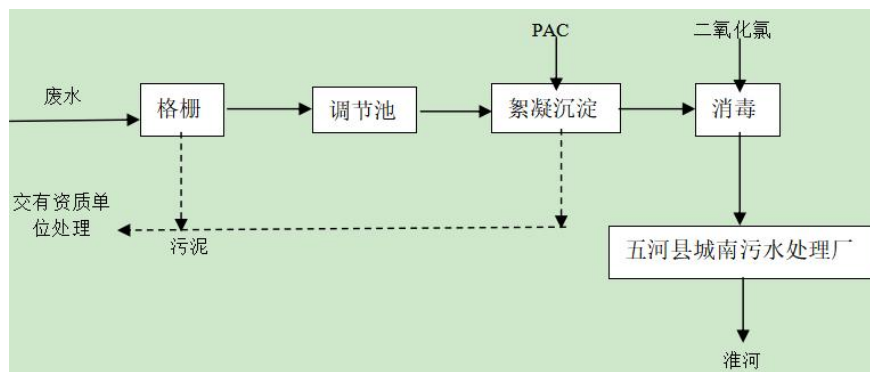 PAC
二氧化氯
废水
格栅
调节池
絮凝沉淀
消毒
交有资质单
位处理
污泥
五河县城南污水处理厂
淮河